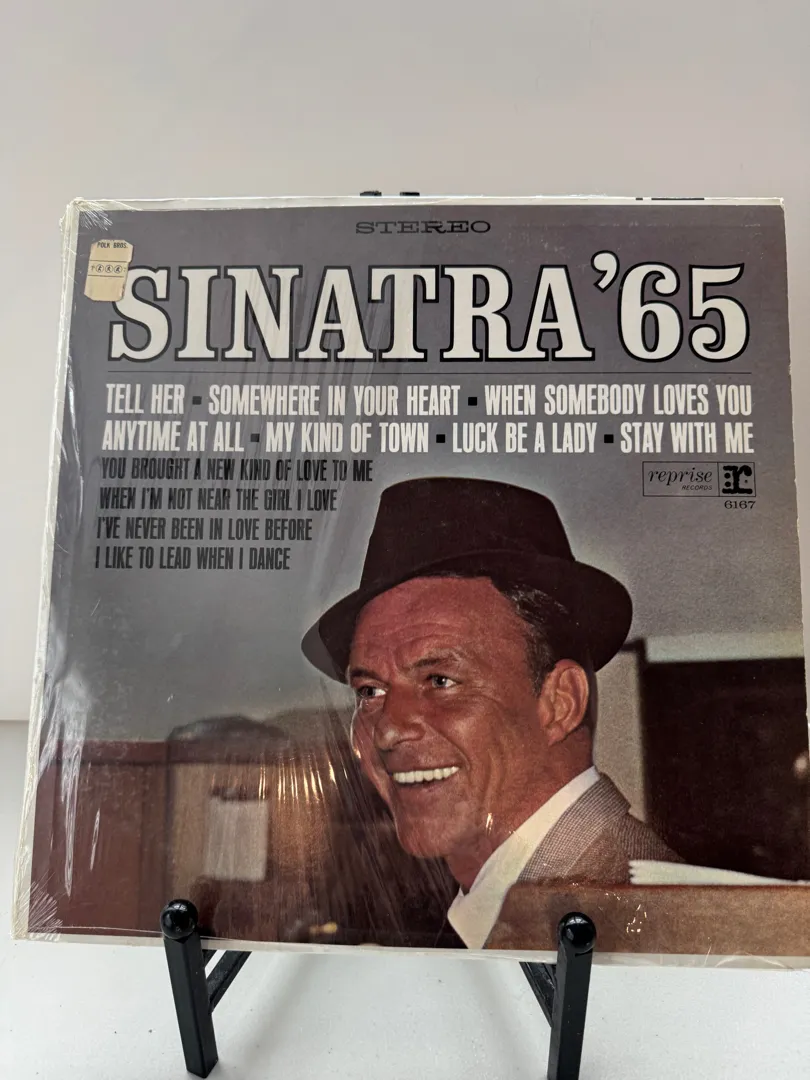 STEREO
POLK BROS.
SINATRA '65
TELL HER ▪ SOMEWHERE IN YOUR HEART ▪ WHEN SOMEBODY LOVES YOU
ANYTIME AT ALL ▪ MY KIND OF TOWN ▪ LUCK BE A LADY ▪ STAY WITH ME
YOU BROUGHT A NEW KIND OF LOVE TO ME
WHEN I'M NOT NEAR THE GIRL I LOVE
I'VE NEVER BEEN IN LOVE BEFORE
I LIKE TO LEAD WHEN I DANCE
reprise
RECORDS
r
6167